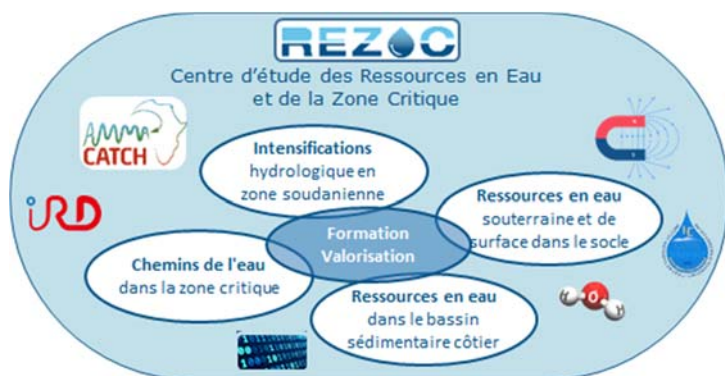 REZOC
Centre d'étude des Ressources en Eau
et de la Zone Critique
AMMA
CATCH
Intensifications
hydrologique en
zone soudanienne
Ressources en eau
souterraine et de
surface dans le socle
iRD
Formation
Valorisation
Chemins de l'eau
dans la zone critique
Ressources en eau
dans le bassin
sédimentaire côtier
H O H